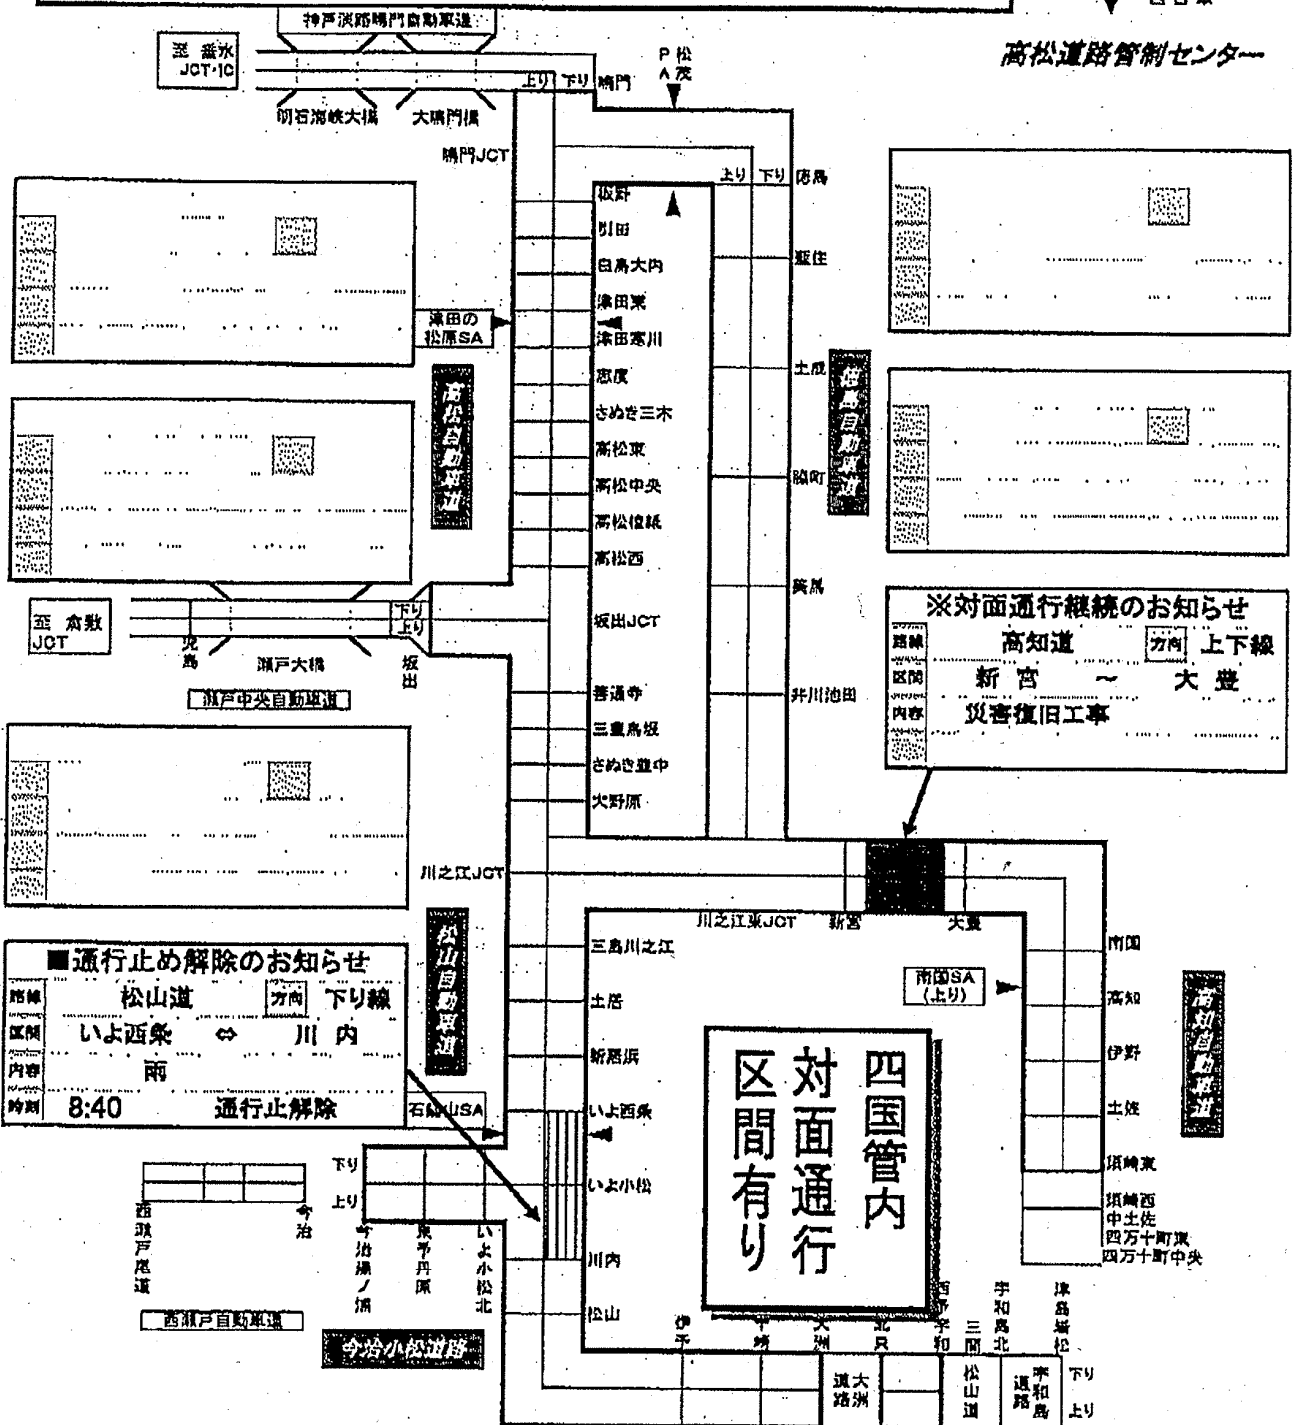 神戸淡路鳴門自動車道
至 垂水
JCT・IC
高松道路管制センター
上り 下り 鳴門
松茂
PA
明石海峡大橋 大鳴門橋
鳴門JCT
上り 下り 徳島
板野
引田
白鳥大内
津田東
津田の
松原SA
津田寒川
志度
さぬき三木
高松東
高松中央
高松檀紙
高松西
高松自動車道
藍住
土成
脇町
美馬
井川池田
徳島自動車道
至 倉敷
JCT
児島
瀬戸大橋
下り
上り
坂出
瀬戸中央自動車道
坂出JCT
善通寺
三豊鳥坂
さぬき豊中
大野原
※対面通行継続のお知らせ
路線 高知道 方向 上下線
区間 新宮 ～ 大豊
内容 災害復旧工事
川之江JCT
川之江東JCT 新宮 大豊
松山自動車道
三島川之江
土居
新居浜
いよ西条
いよ小松
川内
松山
■通行止め解除のお知らせ
路線 松山道 方向 下り線
区間 いよ西条 ⇔ 川内
内容 雨
時刻 8:40 通行止解除
石鎚山SA
南国SA
(上り)
南国
高知
伊野
土佐
須崎東
須崎西
中土佐
四万十町東
四万十町中央
高知自動車道
四国管内
対面通行
区間有り
下り
上り
西瀬戸尾道
今治
西瀬戸自動車道
今治湯ノ浦
東予丹原
いよ小松北
今治小松道路
伊予
大洲
西予宇和
三間
宇和島北
津島岩松
大洲
道路
松山道
宇和島
道路
下り
上り